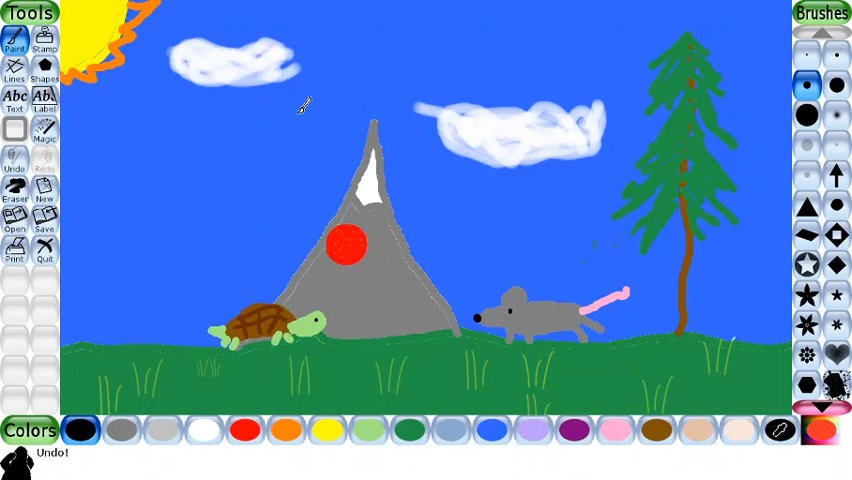 Tools
Brushes
Paint Stamp
Lines Shapes
Abc Abc
Text Label
Magic
Undo Redo
Eraser New
Open Save
Print Quit
Colors
Undo!